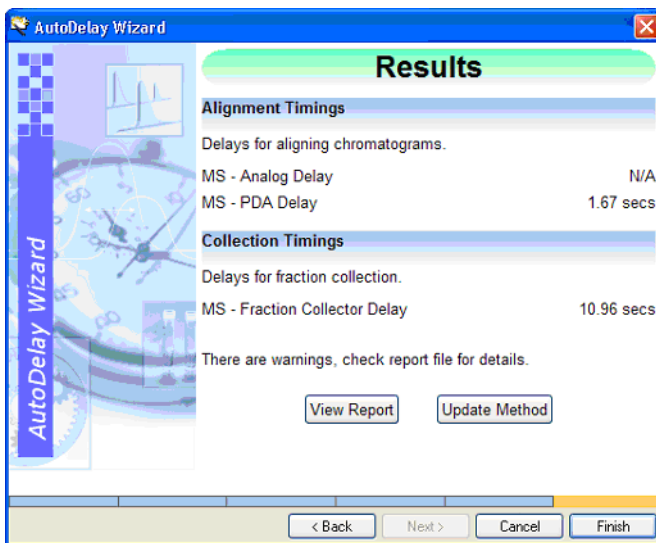 AutoDelay Wizard
Results
Alignment Timings
Delays for aligning chromatograms.
MS - Analog Delay N/A
MS - PDA Delay 1.67 secs
Collection Timings
Delays for fraction collection.
MS - Fraction Collector Delay 10.96 secs
There are warnings, check report file for details.
View Report Update Method
AutoDelay Wizard
< Back Next > Cancel Finish